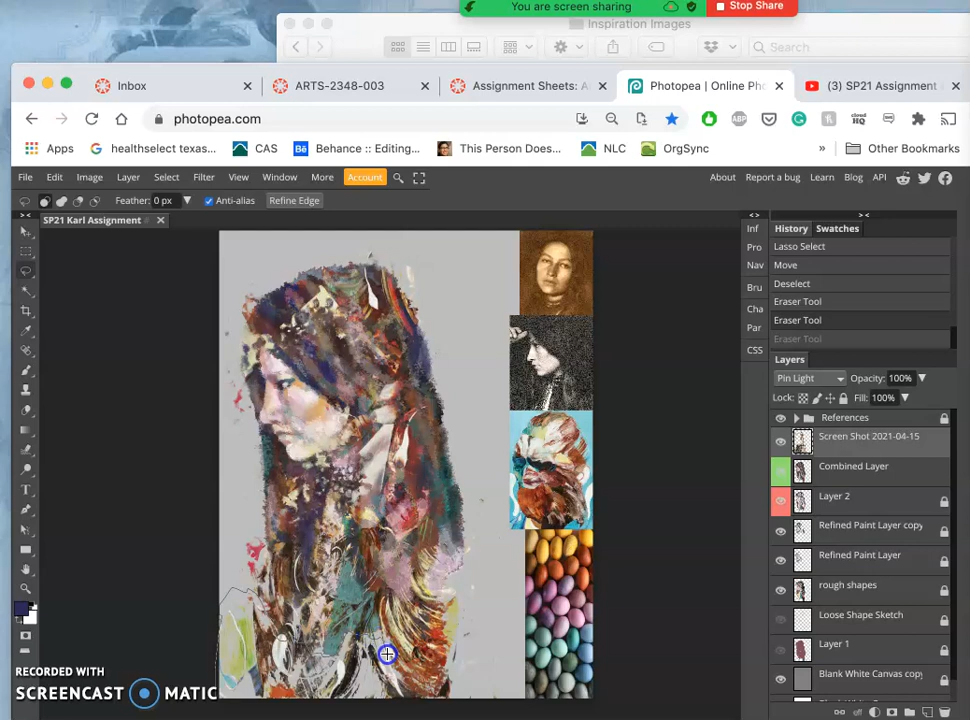 You are screen sharing Stop Share
Inspiration Images
Search
Inbox ARTS-2348-003 Assignment Sheets: A Photopea | Online Pho (3) SP21 Assignment
photopea.com
Apps healthselect texas... CAS Behance :: Editing... This Person Does... NLC OrgSync » Other Bookmarks
File Edit Image Layer Select Filter View Window More Account About Report a bug Learn Blog API
Feather: 0 px Anti-alias Refine Edge
SP21 Karl Assignment
> < < > > <
Inf History Swatches
Pro Lasso Select
Nav Move
Bru Deselect
Cha Eraser Tool
Par Eraser Tool
CSS Eraser Tool
Layers
Pin Light Opacity: 100%
Lock: Fill: 100%
References
Screen Shot 2021-04-15
Combined Layer
Layer 2
Refined Paint Layer copy
Refined Paint Layer
rough shapes
Loose Shape Sketch
Layer 1
Blank White Canvas copy
RECORDED WITH
SCREENCAST MATIC